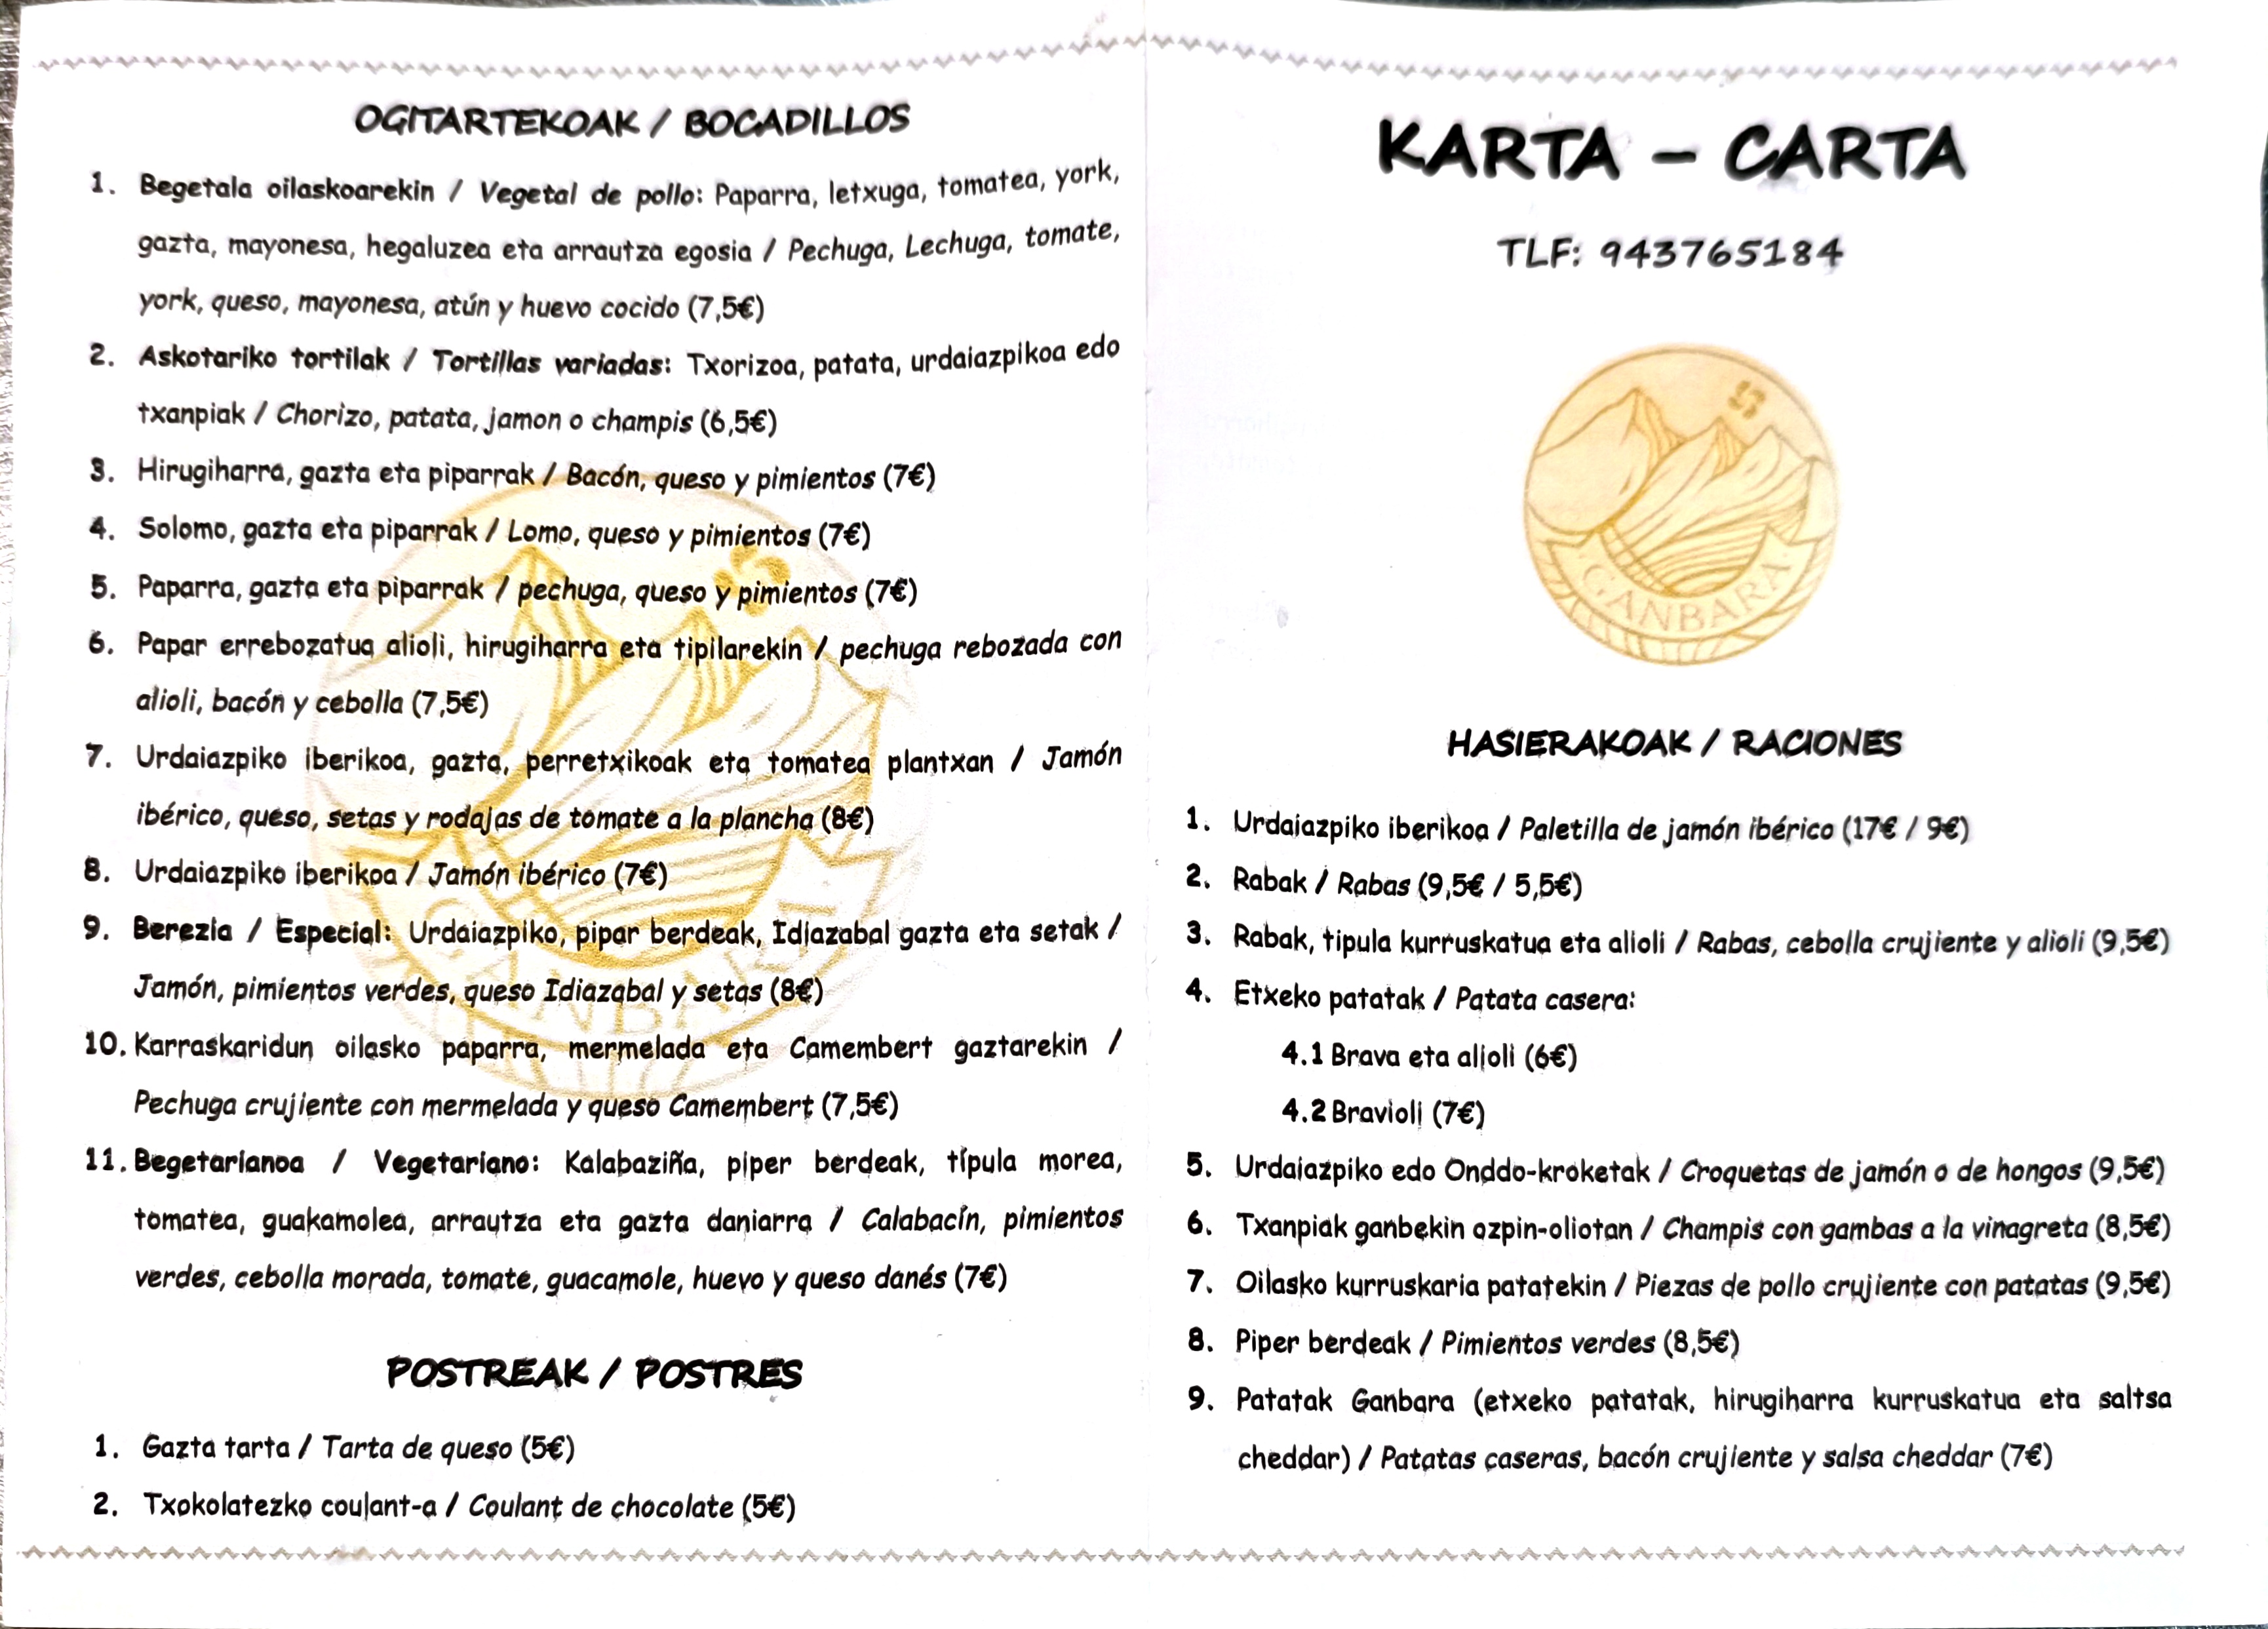 OGITARTEKOAK / BOCADILLOS
1. Begetala oilaskoarekin / Vegetal de pollo: Paparra, letxuga, tomatea, york,
gazta, mayonesa, hegaluzea eta arrautza egosia / Pechuga, Lechuga, tomate,
york, queso, mayonesa, atún y huevo cocido (7,5€)
2. Askotariko tortilak / Tortillas variadas: Txorizoa, patata, urdaiazpikoa edo
txanpiak / Chorizo, patata, jamon o champis (6,5€)
3. Hirugiharra, gazta eta piparrak / Bacón, queso y pimientos (7€)
4. Solomo, gazta eta piparrak / Lomo, queso y pimientos (7€)
5. Paparra, gazta eta piparrak / pechuga, queso y pimientos (7€)
6. Papar errebozatua alioli, hirugiharra eta tipilarekin / pechuga rebozada con
alioli, bacón y cebolla (7,5€)
7. Urdaiazpiko iberikoa, gazta, perretxikoak eta tomatea plantxan / Jamón
ibérico, queso, setas y rodajas de tomate a la plancha (8€)
8. Urdaiazpiko iberikoa / Jamón ibérico (7€)
9. Berezia / Especial: Urdaiazpiko, pipar berdeak, Idiazabal gazta eta setak /
Jamón, pimientos verdes, queso Idiazabal y setas (8€)
10. Karraskaridun oilasko paparra, mermelada eta Camembert gaztarekin /
Pechuga crujiente con mermelada y queso Camembert (7,5€)
11. Begetarianoa / Vegetariano: Kalabaziña, piper berdeak, tipula morea,
tomatea, guakamolea, arrautza eta gazta daniarra / Calabacín, pimientos
verdes, cebolla morada, tomate, guacamole, huevo y queso danés (7€)
POSTREAK / POSTRES
1. Gazta tarta / Tarta de queso (5€)
2. Txokolatezko coulant-a / Coulant de chocolate (5€)
KARTA – CARTA
TLF: 943765184
GANBARA
HASIERAKOAK / RACIONES
1. Urdaiazpiko iberikoa / Paletilla de jamón ibérico (17€ / 9€)
2. Rabak / Rabas (9,5€ / 5,5€)
3. Rabak, tipula kurruskatua eta alioli / Rabas, cebolla crujiente y alioli (9,5€)
4. Etxeko patatak / Patata casera:
4.1 Brava eta alioli (6€)
4.2 Bravioli (7€)
5. Urdaiazpiko edo Onddo-kroketak / Croquetas de jamón o de hongos (9,5€)
6. Txanpiak ganbekin ozpin-oliotan / Champis con gambas a la vinagreta (8,5€)
7. Oilasko kurruskaria patatekin / Piezas de pollo crujiente con patatas (9,5€)
8. Piper berdeak / Pimientos verdes (8,5€)
9. Patatak Ganbara (etxeko patatak, hirugiharra kurruskatua eta saltsa
cheddar) / Patatas caseras, bacón crujiente y salsa cheddar (7€)